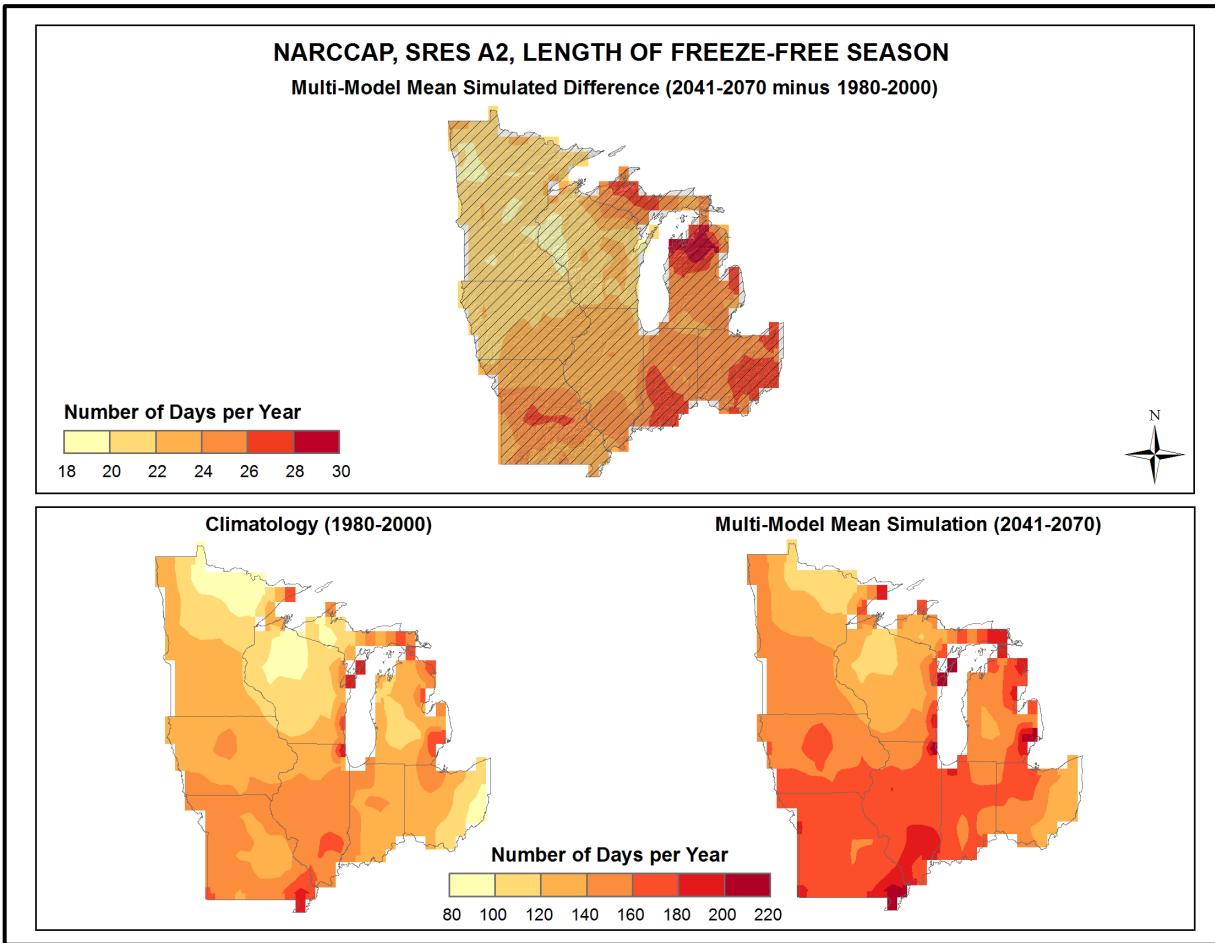 NARCCAP, SRES A2, LENGTH OF FREEZE-FREE SEASON
Multi-Model Mean Simulated Difference (2041-2070 minus 1980-2000)
Number of Days per Year
18 20 22 24 26 28 30
N
Climatology (1980-2000)
Multi-Model Mean Simulation (2041-2070)
Number of Days per Year
80 100 120 140 160 180 200 220